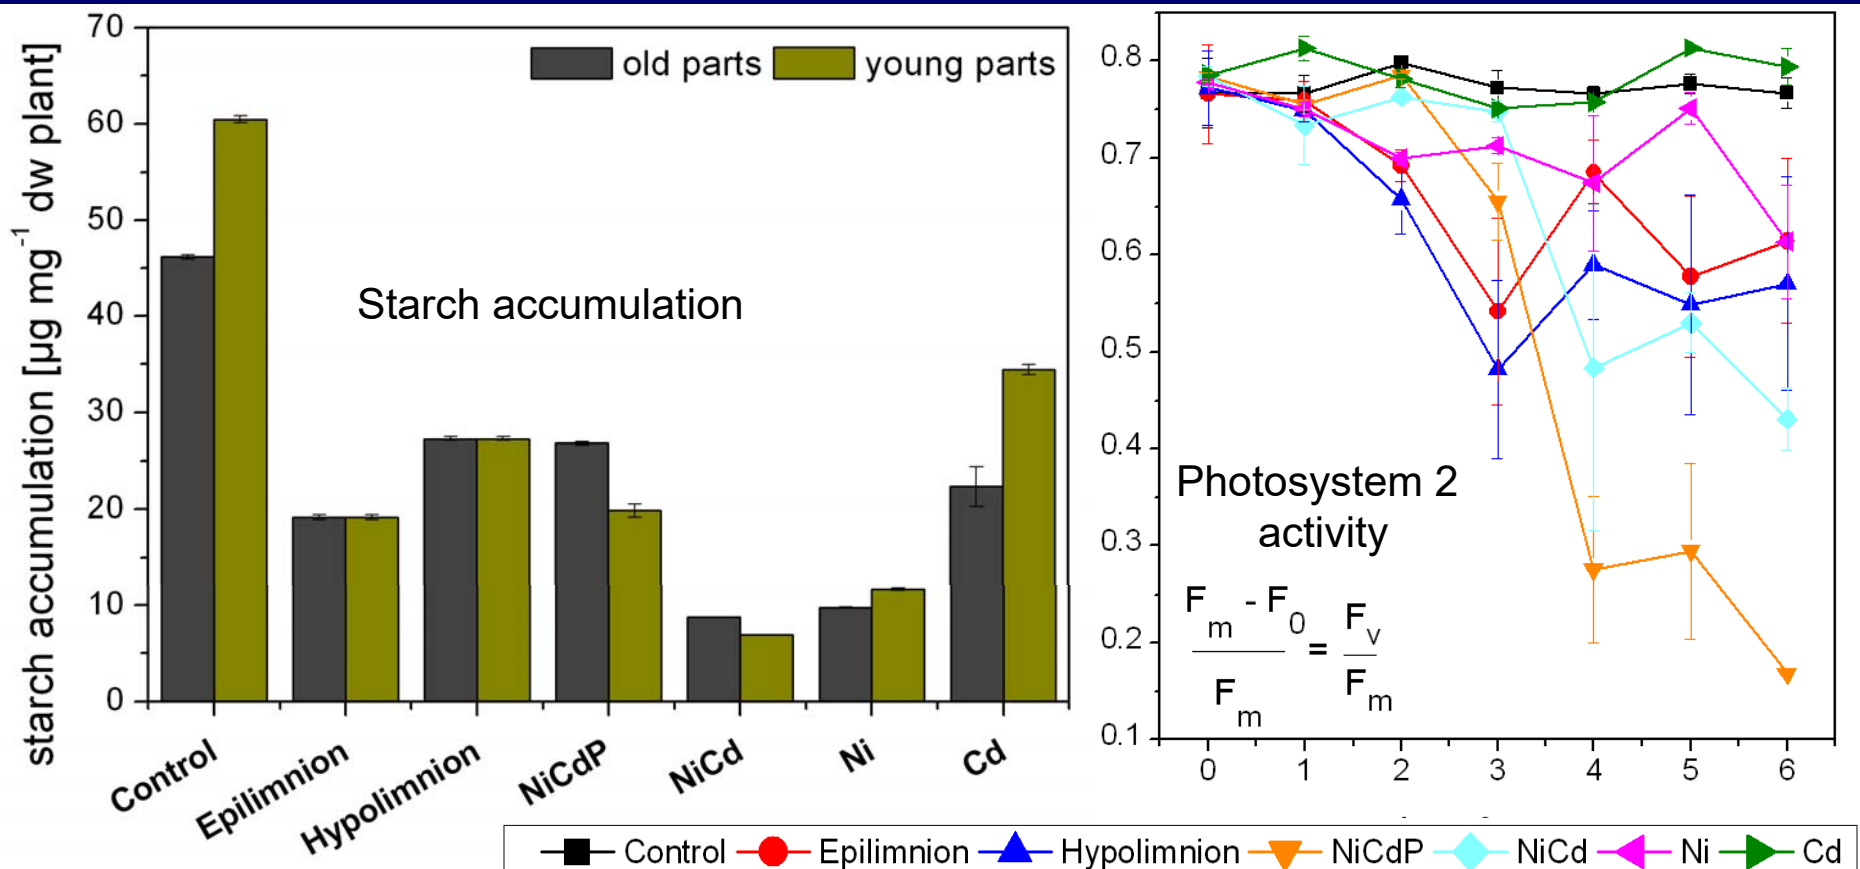 starch accumulation [µg mg⁻¹ dw plant]
70
60
50
40
30
20
10
0
old parts
young parts
Starch accumulation
Control
Epilimnion
Hypolimnion
NiCdP
NiCd
Ni
Cd
0.8
0.7
0.6
0.5
0.4
0.3
0.2
0.1
Photosystem 2
activity
Fm - F0
Fm
=
Fv
Fm
0 1 2 3 4 5 6
Control Epilimnion Hypolimnion NiCdP NiCd Ni Cd